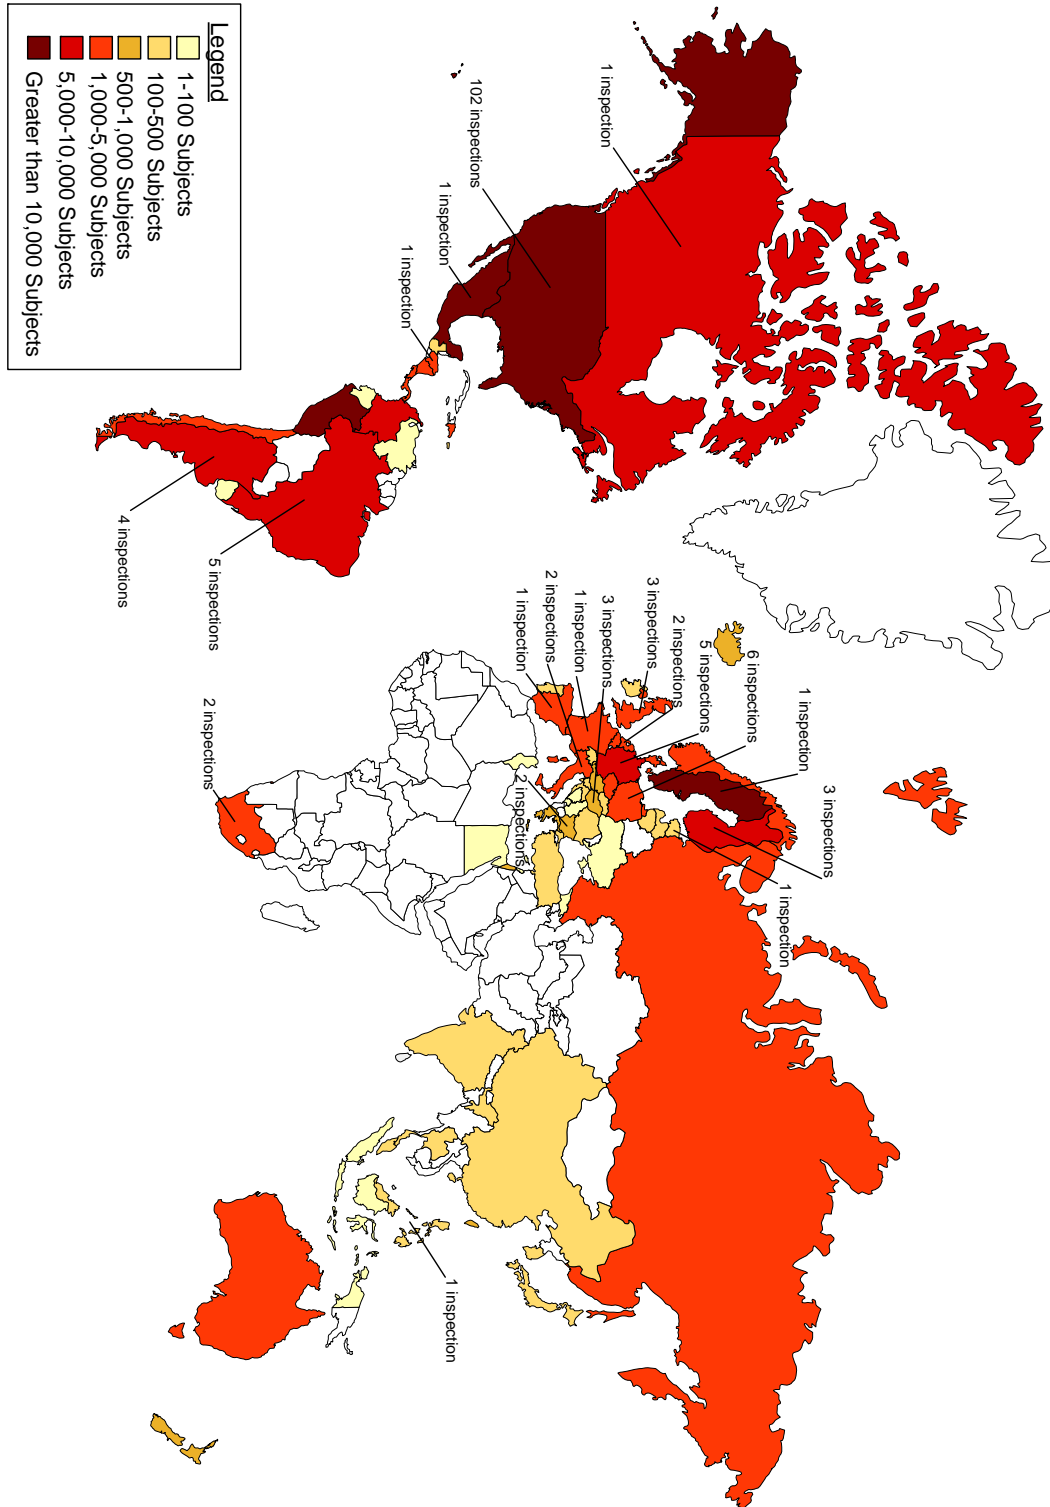 1 inspection
102 inspections
1 inspection
1 inspection
4 inspections
5 inspections
1 inspection
2 inspections
1 inspection
3 inspections
3 inspections
2 inspections
5 inspections
6 inspections
1 inspection
3 inspections
1 inspection
2 inspections
2 inspections
1 inspection
Legend
1-100 Subjects
100-500 Subjects
500-1,000 Subjects
1,000-5,000 Subjects
5,000-10,000 Subjects
Greater than 10,000 Subjects